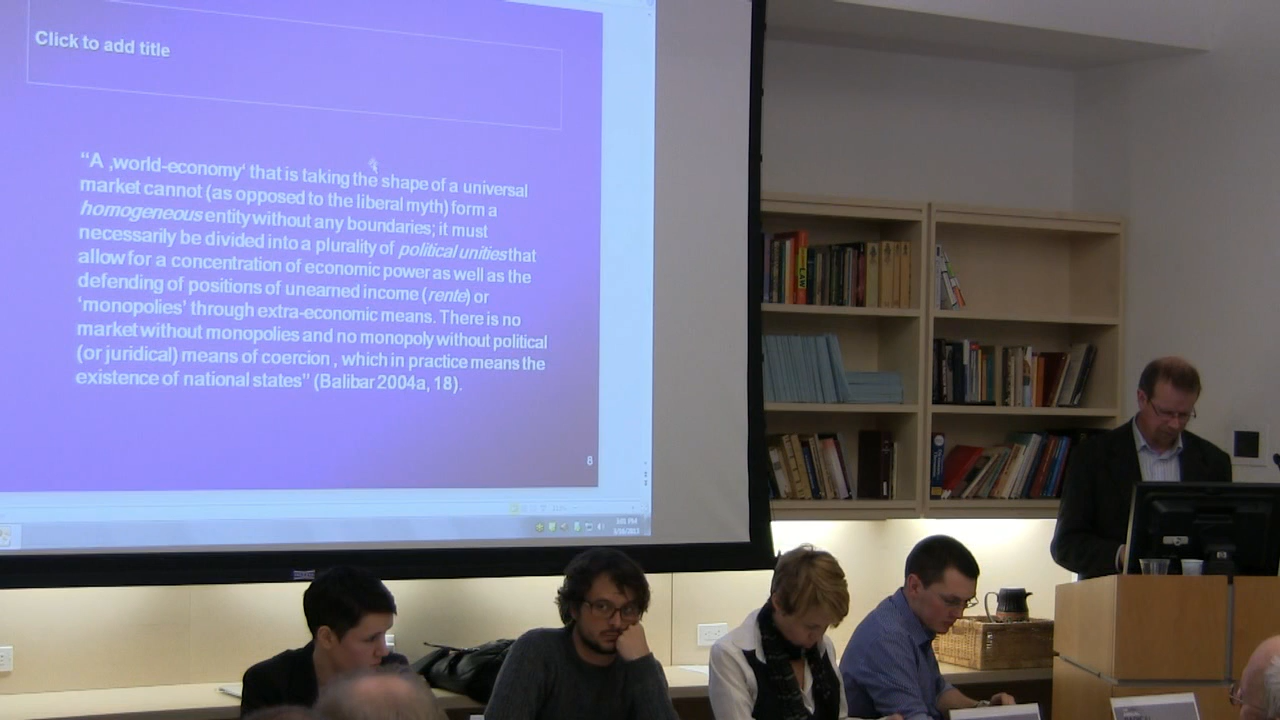 Click to add title
“A ‚world-economy‘ that is taking the shape of a universal
market cannot (as opposed to the liberal myth) form a
homogeneous entity without any boundaries; it must
necessarily be divided into a plurality of political unities that
allow for a concentration of economic power as well as the
defending of positions of unearned income (rente) or
‘monopolies’ through extra-economic means. There is no
market without monopolies and no monopoly without political
(or juridical) means of coercion , which in practice means the
existence of national states” (Balibar 2004a, 18).
8
LAW